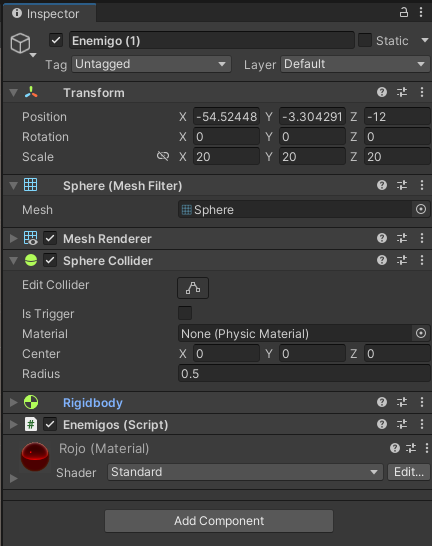 Inspector
Enemigo (1) Static
Tag Untagged Layer Default
Transform
Position X -54.52448 Y -3.304291 Z -12
Rotation X 0 Y 0 Z 0
Scale X 20 Y 20 Z 20
Sphere (Mesh Filter)
Mesh Sphere
Mesh Renderer
Sphere Collider
Edit Collider
Is Trigger
Material None (Physic Material)
Center X 0 Y 0 Z 0
Radius 0.5
Rigidbody
# Enemigos (Script)
Rojo (Material)
Shader Standard Edit...
Add Component